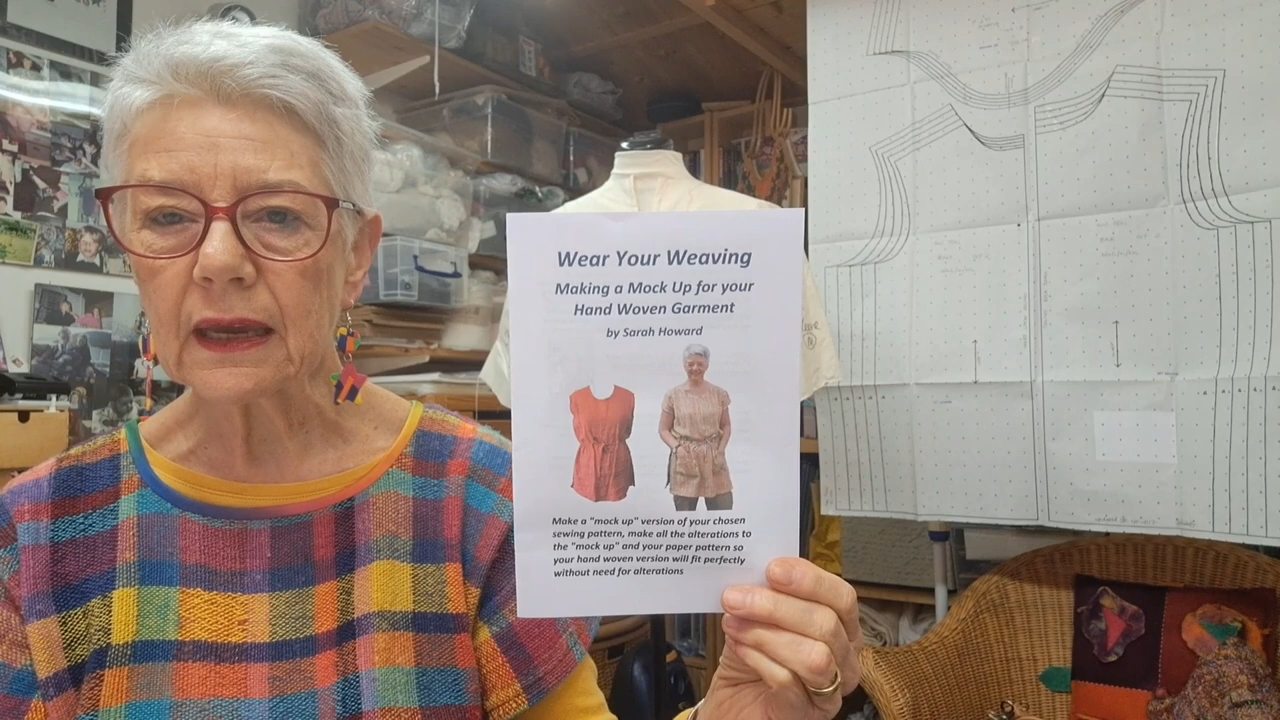 Wear Your Weaving
Making a Mock Up for your
Hand Woven Garment
by Sarah Howard
Make a "mock up" version of your chosen
sewing pattern, make all the alterations to
the "mock up" and your paper pattern so
your hand woven version will fit perfectly
without need for alterations